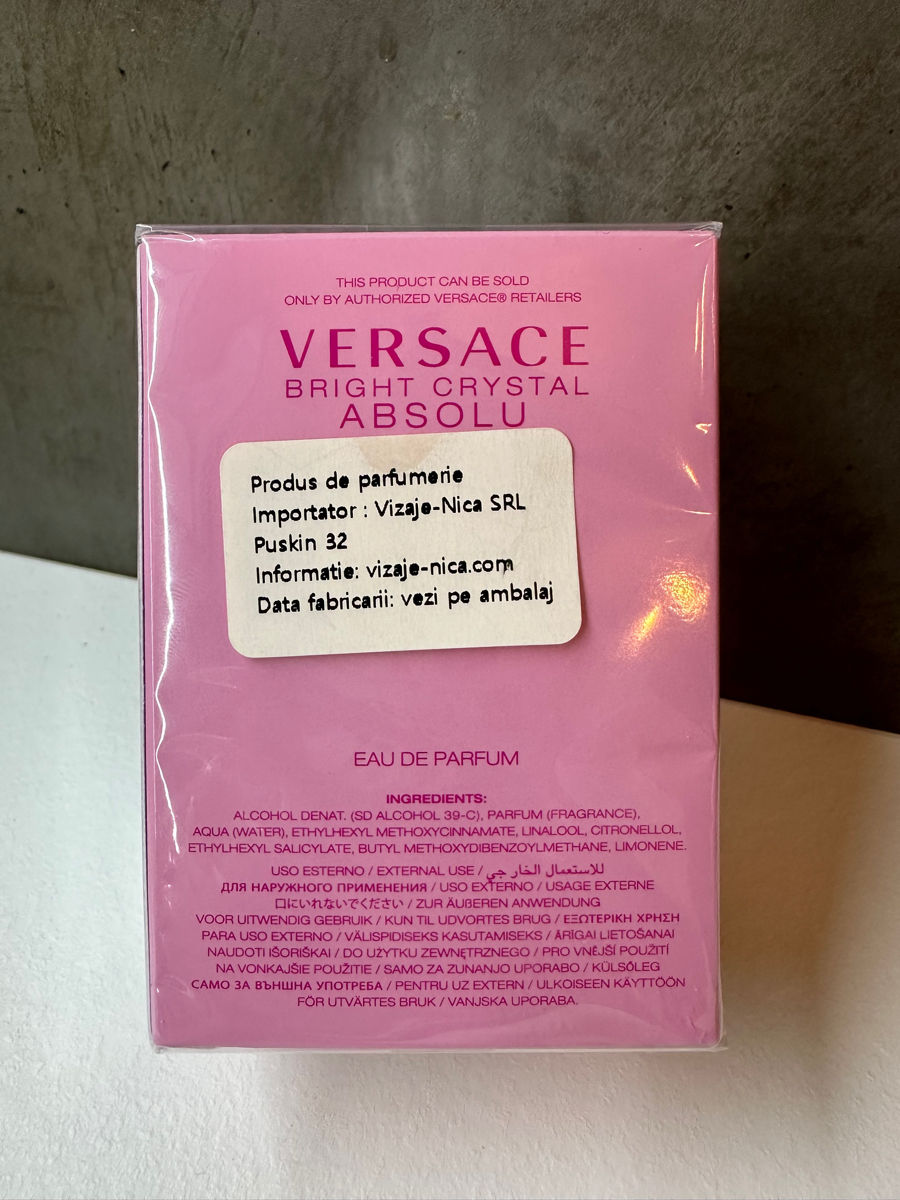 THIS PRODUCT CAN BE SOLD
ONLY BY AUTHORIZED VERSACE® RETAILERS
VERSACE
BRIGHT CRYSTAL
ABSOLU
Produs de parfumerie
Importator : Vizaje-Nica SRL
Puskin 32
Informatie: vizaje-nica.com
Data fabricarii: vezi pe ambalaj
EAU DE PARFUM
INGREDIENTS:
ALCOHOL DENAT. (SD ALCOHOL 39-C), PARFUM (FRAGRANCE),
AQUA (WATER), ETHYLHEXYL METHOXYCINNAMATE, LINALOOL, CITRONELLOL,
ETHYLHEXYL SALICYLATE, BUTYL METHOXYDIBENZOYLMETHANE, LIMONENE.
USO ESTERNO / EXTERNAL USE / للاستعمال الخارجي
ДЛЯ НАРУЖНОГО ПРИМЕНЕНИЯ / USO EXTERNO / USAGE EXTERNE
口にいれないでください / ZUR ÄUßEREN ANWENDUNG
VOOR UITWENDIG GEBRUIK / KUN TIL UDVORTES BRUG / ΕΞΩΤΕΡΙΚΗ ΧΡΗΣΗ
PARA USO EXTERNO / VÄLISPIDISEKS KASUTAMISEKS / ĀRĪGAI LIETOŠANAI
NAUDOTI IŠORIŠKAI / DO UŻYTKU ZEWNĘTRZNEGO / PRO VNĚJŠÍ POUŽITÍ
NA VONKAJŠIE POUŽITIE / SAMO ZA ZUNANJO UPORABO / KÜLSŐLEG
САМО ЗА ВЪНШНА УПОТРЕБА / PENTRU UZ EXTERN / ULKOISEEN KÄYTTÖÖN
FÖR UTVÄRTES BRUK / VANJSKA UPORABA.